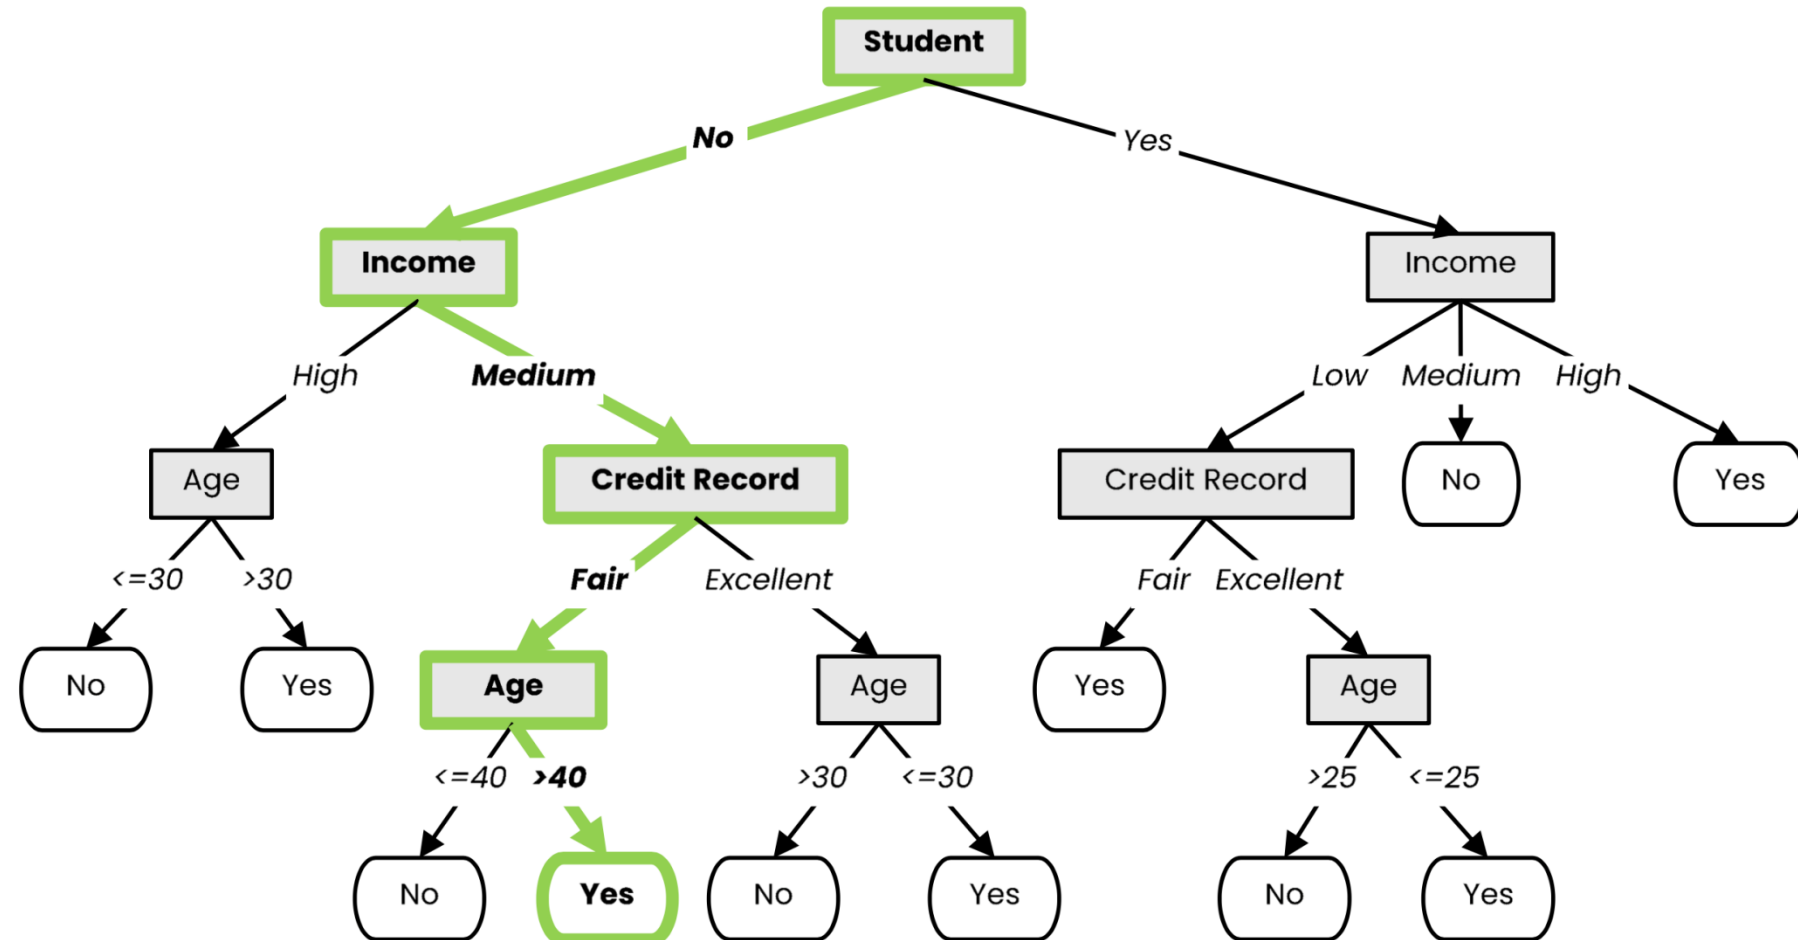 Student
No
Yes
Income
Income
High
Medium
Low
Medium
High
Age
Credit Record
Credit Record
No
Yes
<=30
>30
Fair
Excellent
Fair
Excellent
No
Yes
Age
Age
Yes
Age
<=40
>40
>30
<=30
>25
<=25
No
Yes
No
Yes
No
Yes